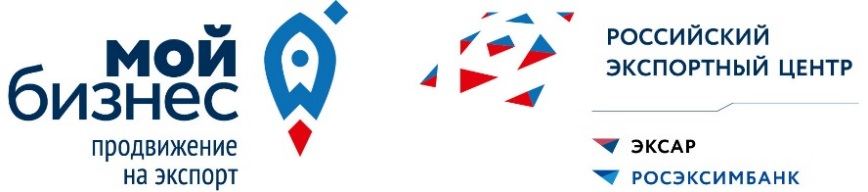 мой
бизнес
продвижение
на экспорт
РОССИЙСКИЙ
ЭКСПОРТНЫЙ ЦЕНТР
ЭКСАР
РОСЭКСИМБАНК